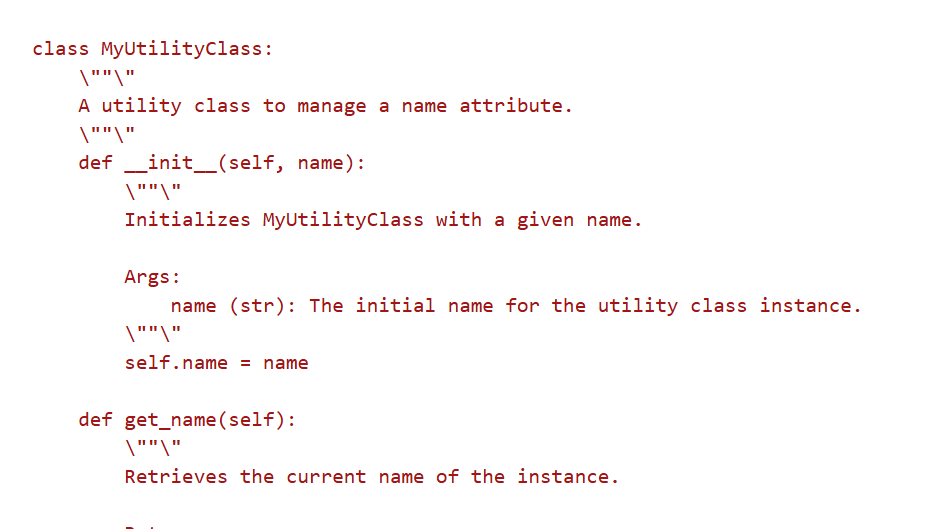 class MyUtilityClass:
    \"""\"
    A utility class to manage a name attribute.
    \"""\"
    def __init__(self, name):
        \"""\"
        Initializes MyUtilityClass with a given name.

        Args:
            name (str): The initial name for the utility class instance.
        \"""\"
        self.name = name

    def get_name(self):
        \"""\"
        Retrieves the current name of the instance.